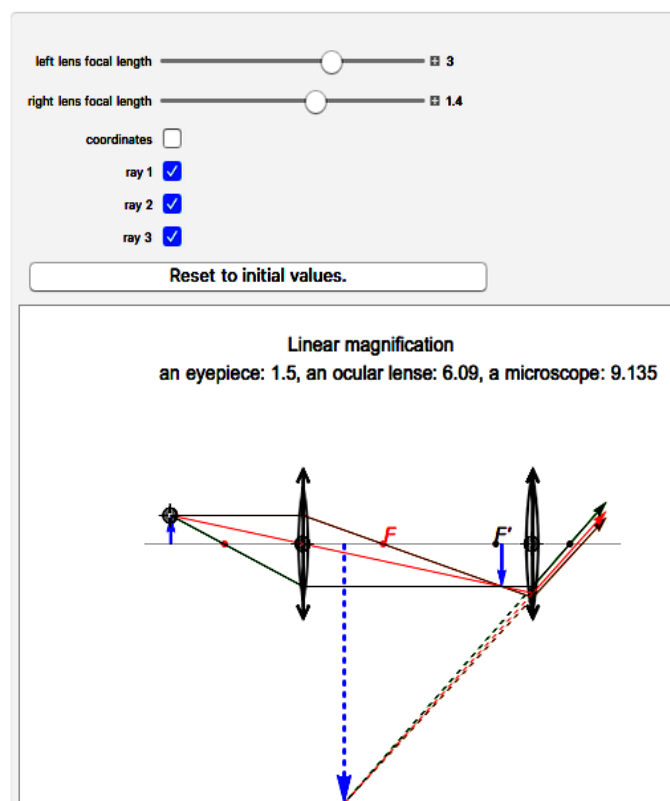 left lens focal length 3
right lens focal length 1.4
coordinates
ray 1
ray 2
ray 3
Reset to initial values.
Linear magnification
an eyepiece: 1.5, an ocular lense: 6.09, a microscope: 9.135
F F'